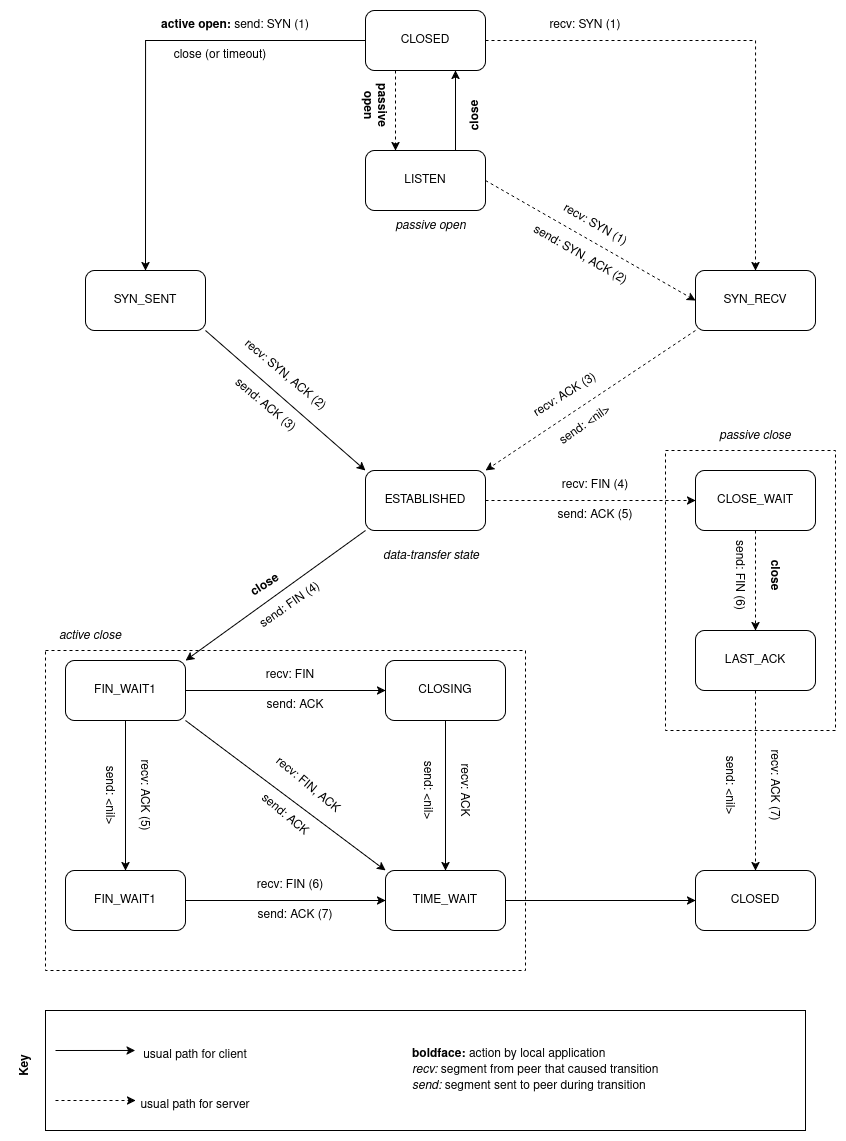 active open: send: SYN (1)
close (or timeout)
CLOSED
recv: SYN (1)
passive
open
close
LISTEN
passive open
recv: SYN (1)
send: SYN, ACK (2)
SYN_SENT
SYN_RECV
recv: SYN, ACK (2)
send: ACK (3)
recv: ACK (3)
send: <nil>
passive close
ESTABLISHED
data-transfer state
recv: FIN (4)
send: ACK (5)
CLOSE_WAIT
send: FIN (6)
close
LAST_ACK
close
send: FIN (4)
active close
FIN_WAIT1
recv: FIN
send: ACK
CLOSING
send: <nil>
recv: ACK (5)
recv: FIN, ACK
send: ACK
send: <nil>
recv: ACK
send: <nil>
recv: ACK (7)
FIN_WAIT1
recv: FIN (6)
send: ACK (7)
TIME_WAIT
CLOSED
Key
usual path for client
usual path for server
boldface: action by local application
recv: segment from peer that caused transition
send: segment sent to peer during transition